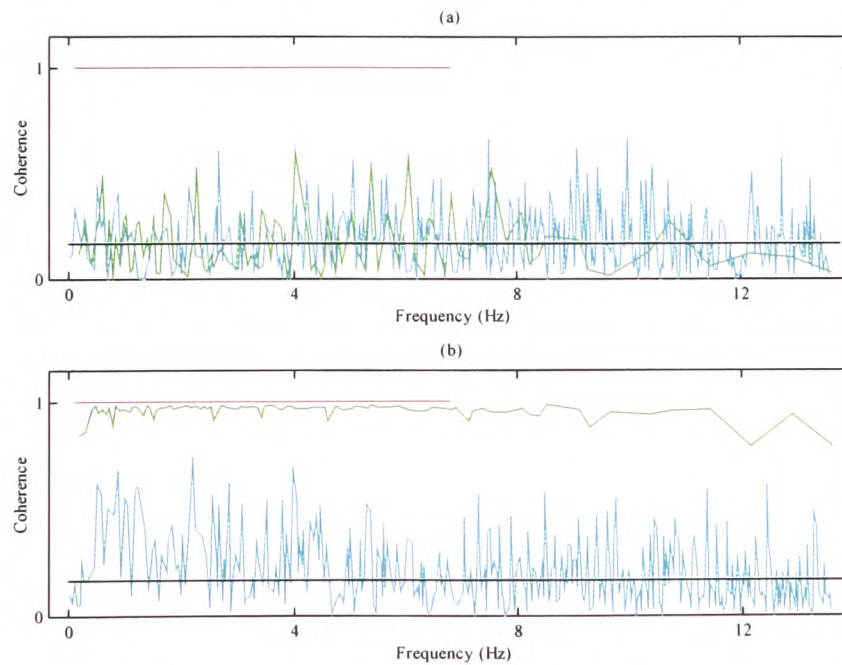 (a)
1
Coherence
0
0 4 8 12
Frequency (Hz)
(b)
1
Coherence
0
0 4 8 12
Frequency (Hz)